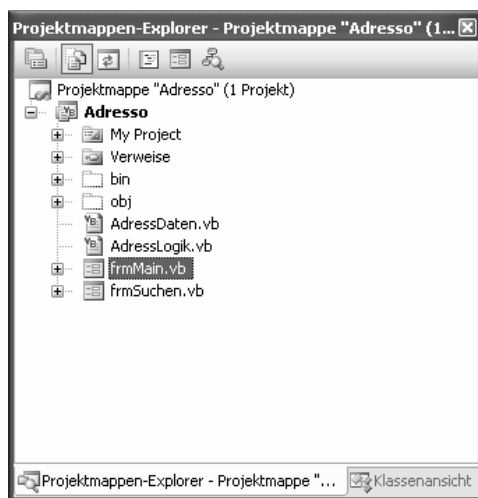 Projektmappen-Explorer - Projektmappe "Adresso" (1...
Projektmappe "Adresso" (1 Projekt)
Adresso
My Project
Verweise
bin
obj
AdressDaten.vb
AdressLogik.vb
frmMain.vb
frmSuchen.vb
Projektmappen-Explorer - Projektmappe "... Klassenansicht